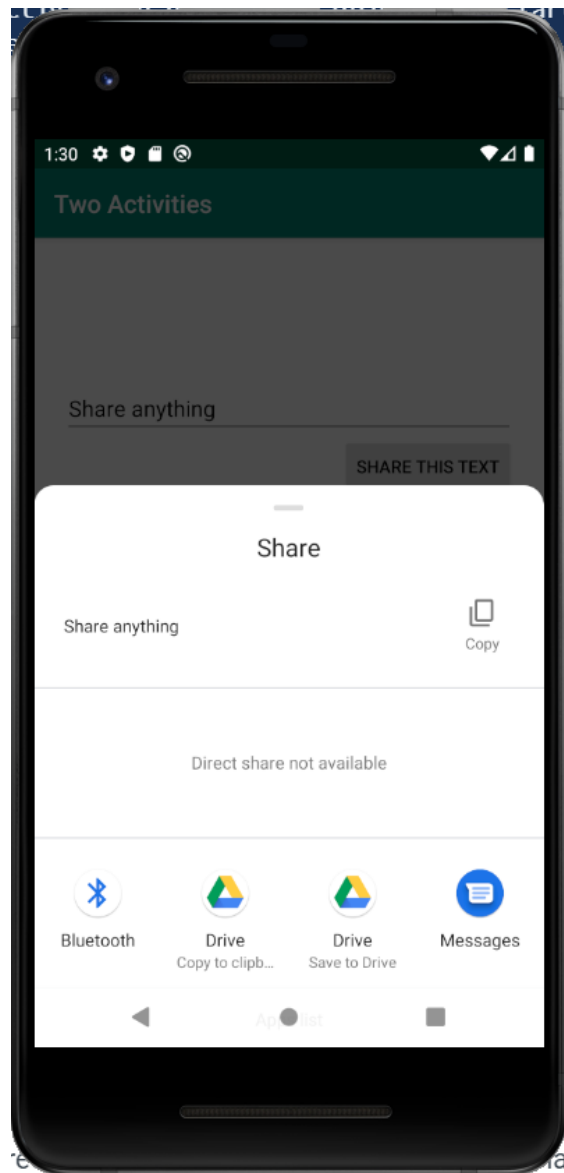 1:30
Two Activities
Share anything
SHARE THIS TEXT
Share
Share anything
Copy
Direct share not available
Bluetooth
Drive
Copy to clipb...
Drive
Save to Drive
Messages